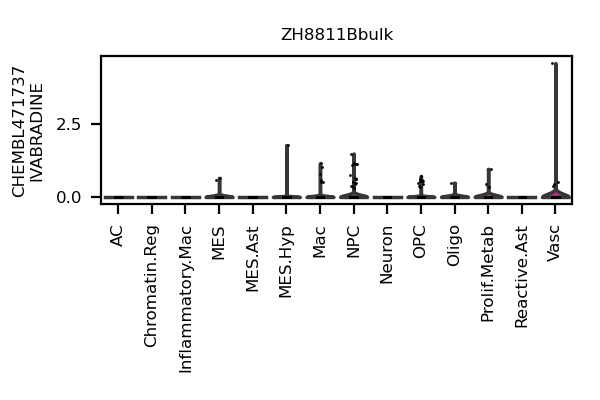 ZH8811Bbulk
CHEMBL471737
IVABRADINE
2.5
0.0
AC
Chromatin.Reg
Inflammatory.Mac
MES
MES.Ast
MES.Hyp
Mac
NPC
Neuron
OPC
Oligo
Prolif.Metab
Reactive.Ast
Vasc